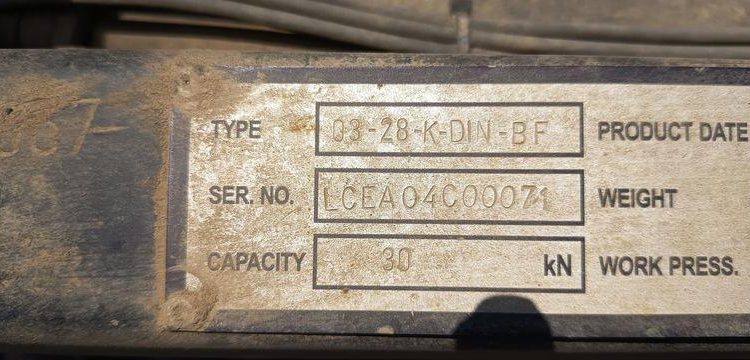 TYPE 03-28-K-DIN-BF PRODUCT DATE
SER. NO. LCEA04C00071 WEIGHT
CAPACITY 30 kN WORK PRESS.